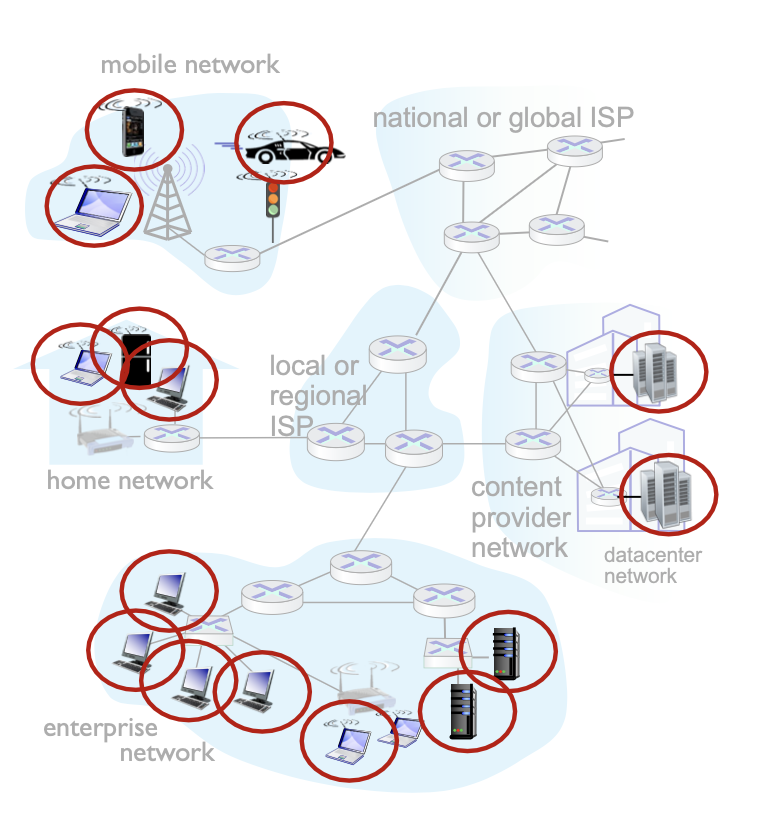 mobile network
national or global ISP
local or
regional
ISP
home network
content
provider
network
datacenter
network
enterprise
network